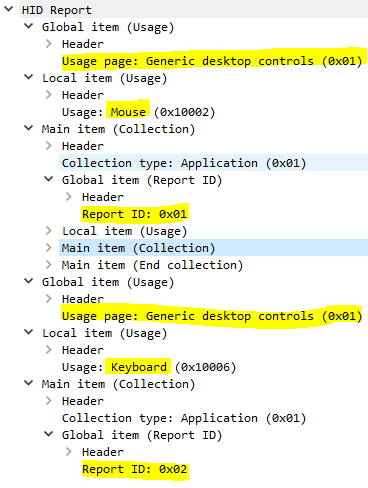 HID Report
Global item (Usage)
Header
Usage page: Generic desktop controls (0x01)
Local item (Usage)
Header
Usage: Mouse (0x10002)
Main item (Collection)
Header
Collection type: Application (0x01)
Global item (Report ID)
Header
Report ID: 0x01
Local item (Usage)
Main item (Collection)
Main item (End collection)
Global item (Usage)
Header
Usage page: Generic desktop controls (0x01)
Local item (Usage)
Header
Usage: Keyboard (0x10006)
Main item (Collection)
Header
Collection type: Application (0x01)
Global item (Report ID)
Header
Report ID: 0x02